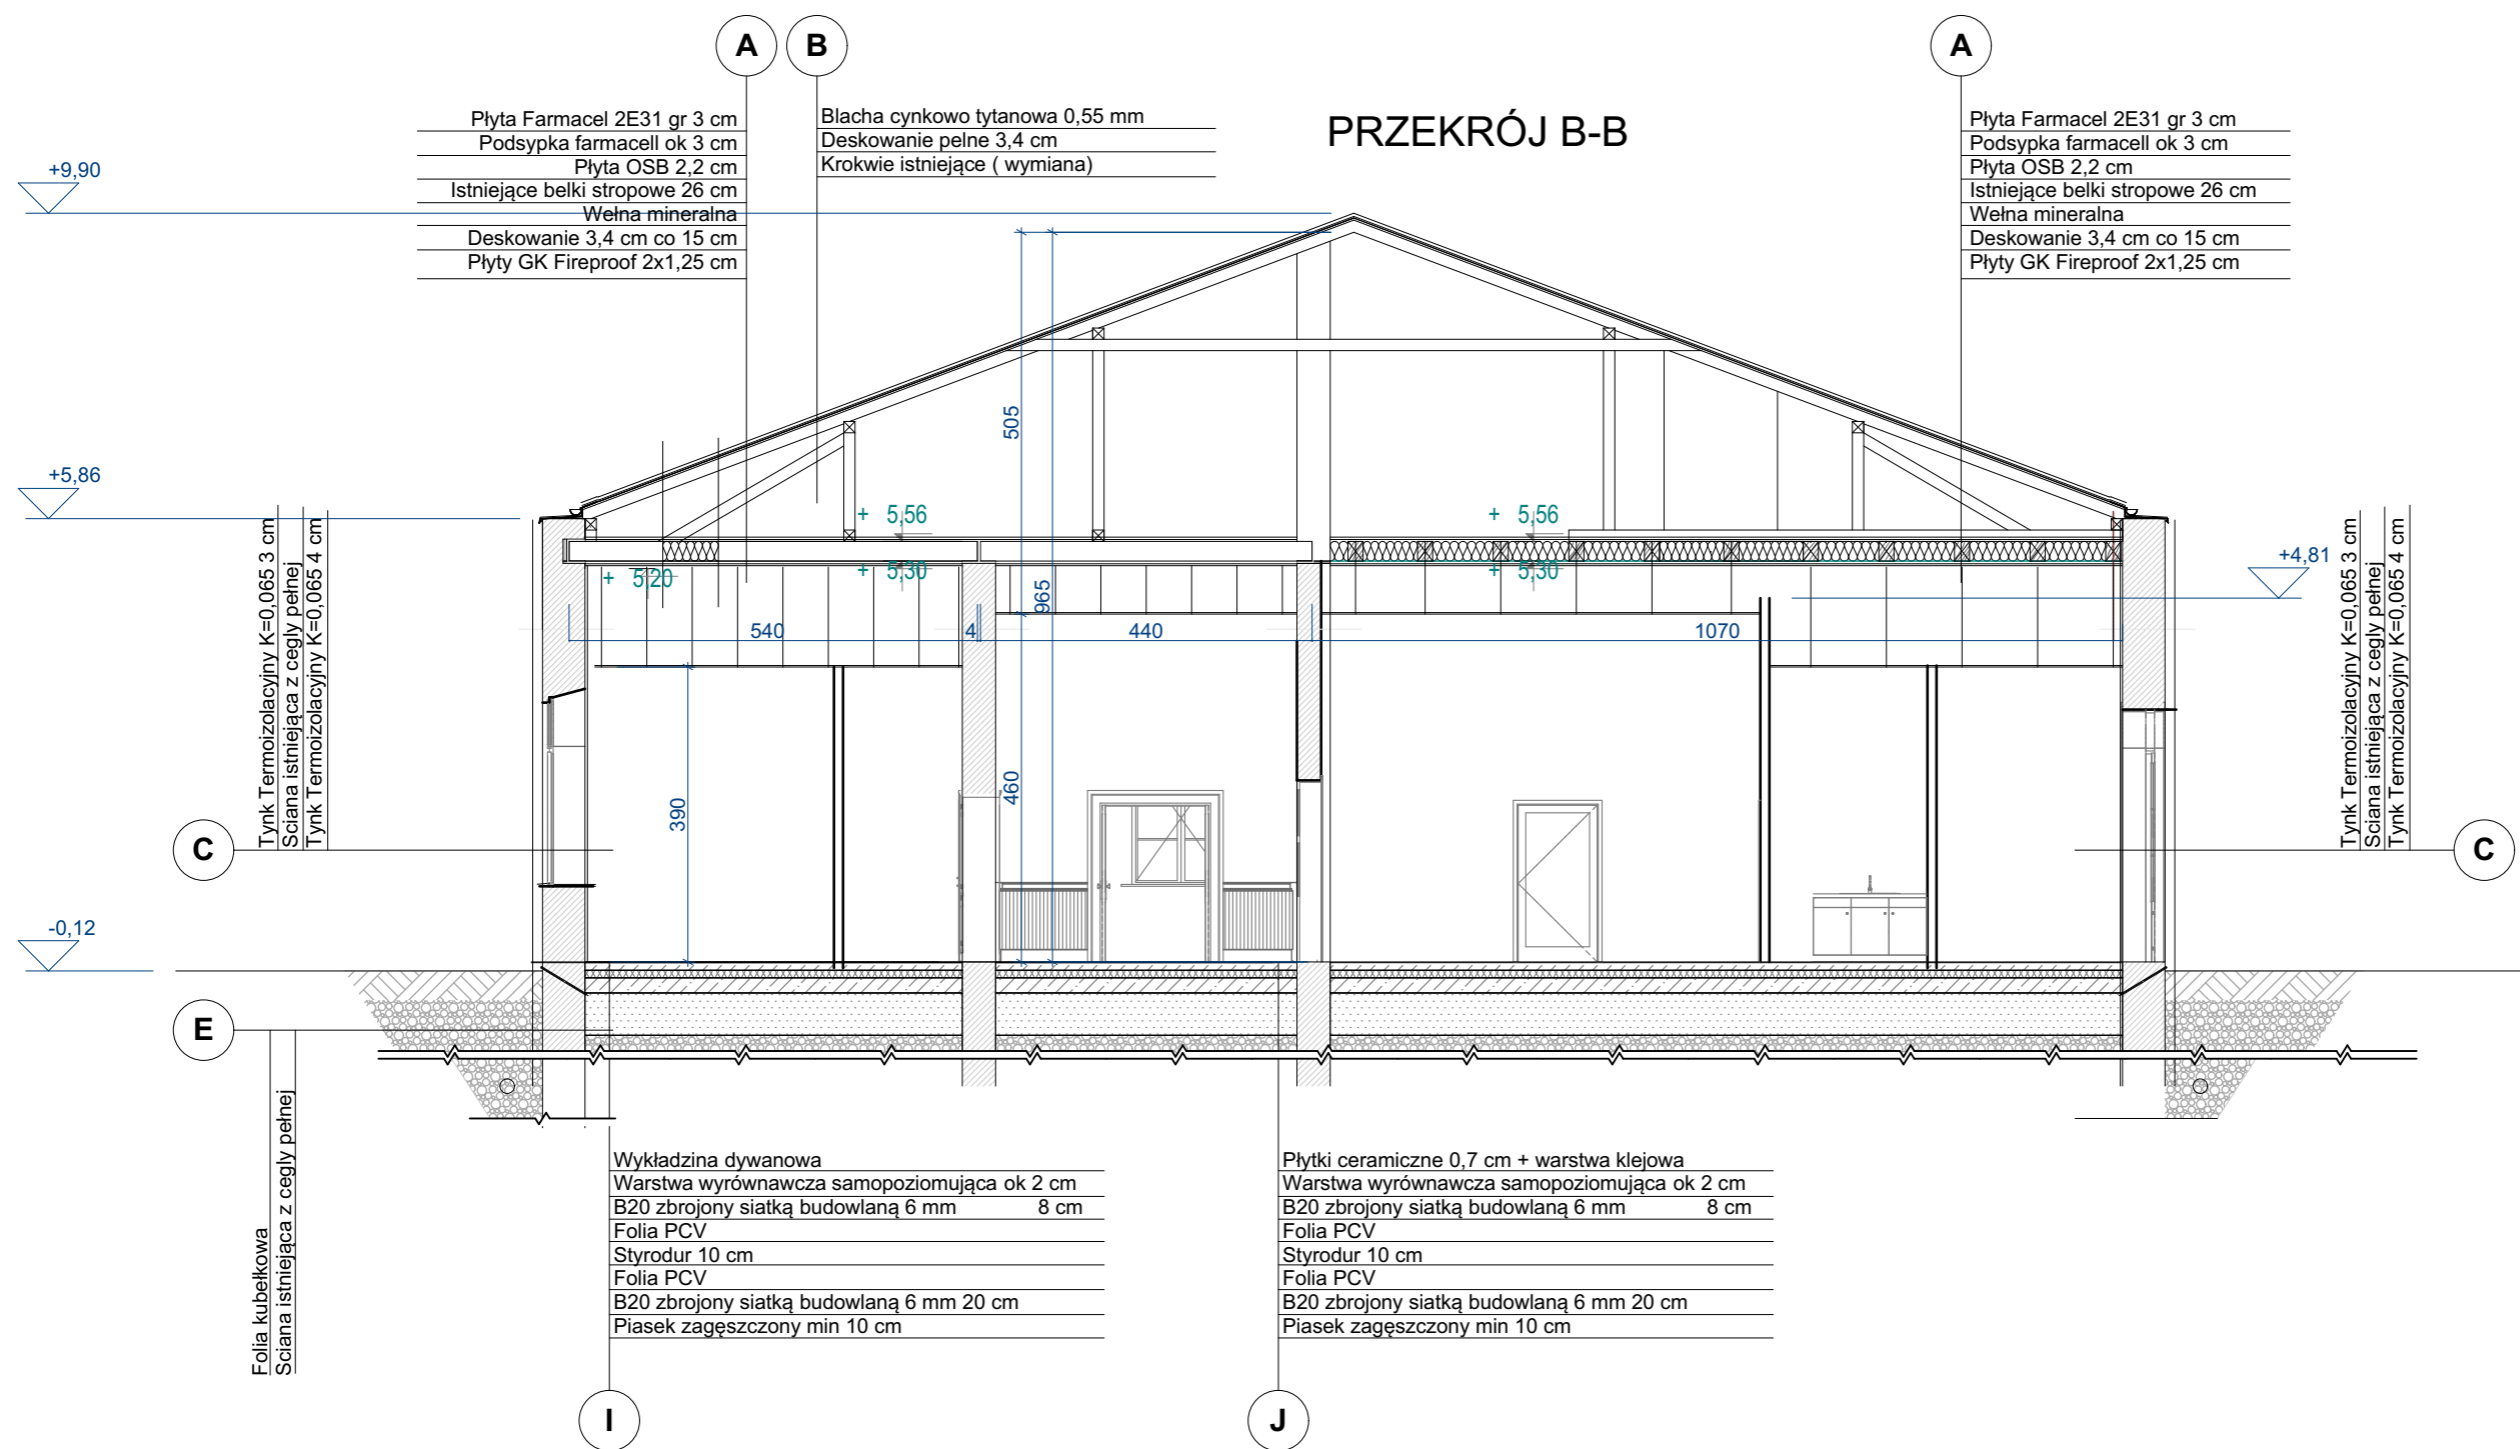 A
B
A
PRZEKRÓJ B-B
Płyta Farmacel 2E31 gr 3 cm
Podsypka farmacell ok 3 cm
Płyta OSB 2,2 cm
Istniejące belki stropowe 26 cm
Wełna mineralna
Deskowanie 3,4 cm co 15 cm
Płyty GK Fireproof 2x1,25 cm
Blacha cynkowo tytanowa 0,55 mm
Deskowanie pelne 3,4 cm
Krokwie istniejące ( wymiana)
Płyta Farmacel 2E31 gr 3 cm
Podsypka farmacell ok 3 cm
Płyta OSB 2,2 cm
Istniejące belki stropowe 26 cm
Wełna mineralna
Deskowanie 3,4 cm co 15 cm
Płyty GK Fireproof 2x1,25 cm
+9,90
+5,86
-0,12
+4,81
505
965
460
390
+ 5,56
+ 5,30
+ 5,20
+ 5,56
+ 5,30
540
4
440
1070
Tynk Termoizolacyjny K=0,065 3 cm
Sciana istniejąca z cegly pełnej
Tynk Termoizolacyjny K=0,065 4 cm
C
Tynk Termoizolacyjny K=0,065 3 cm
Sciana istniejąca z cegly pełnej
Tynk Termoizolacyjny K=0,065 4 cm
C
E
Folia kubełkowa
Sciana istniejąca z cegly pełnej
Wykładzina dywanowa
Warstwa wyrównawcza samopoziomująca ok 2 cm
B20 zbrojony siatką budowlaną 6 mm 8 cm
Folia PCV
Styrodur 10 cm
Folia PCV
B20 zbrojony siatką budowlaną 6 mm 20 cm
Piasek zagęszczony min 10 cm
I
Płytki ceramiczne 0,7 cm + warstwa klejowa
Warstwa wyrównawcza samopoziomująca ok 2 cm
B20 zbrojony siatką budowlaną 6 mm 8 cm
Folia PCV
Styrodur 10 cm
Folia PCV
B20 zbrojony siatką budowlaną 6 mm 20 cm
Piasek zagęszczony min 10 cm
J